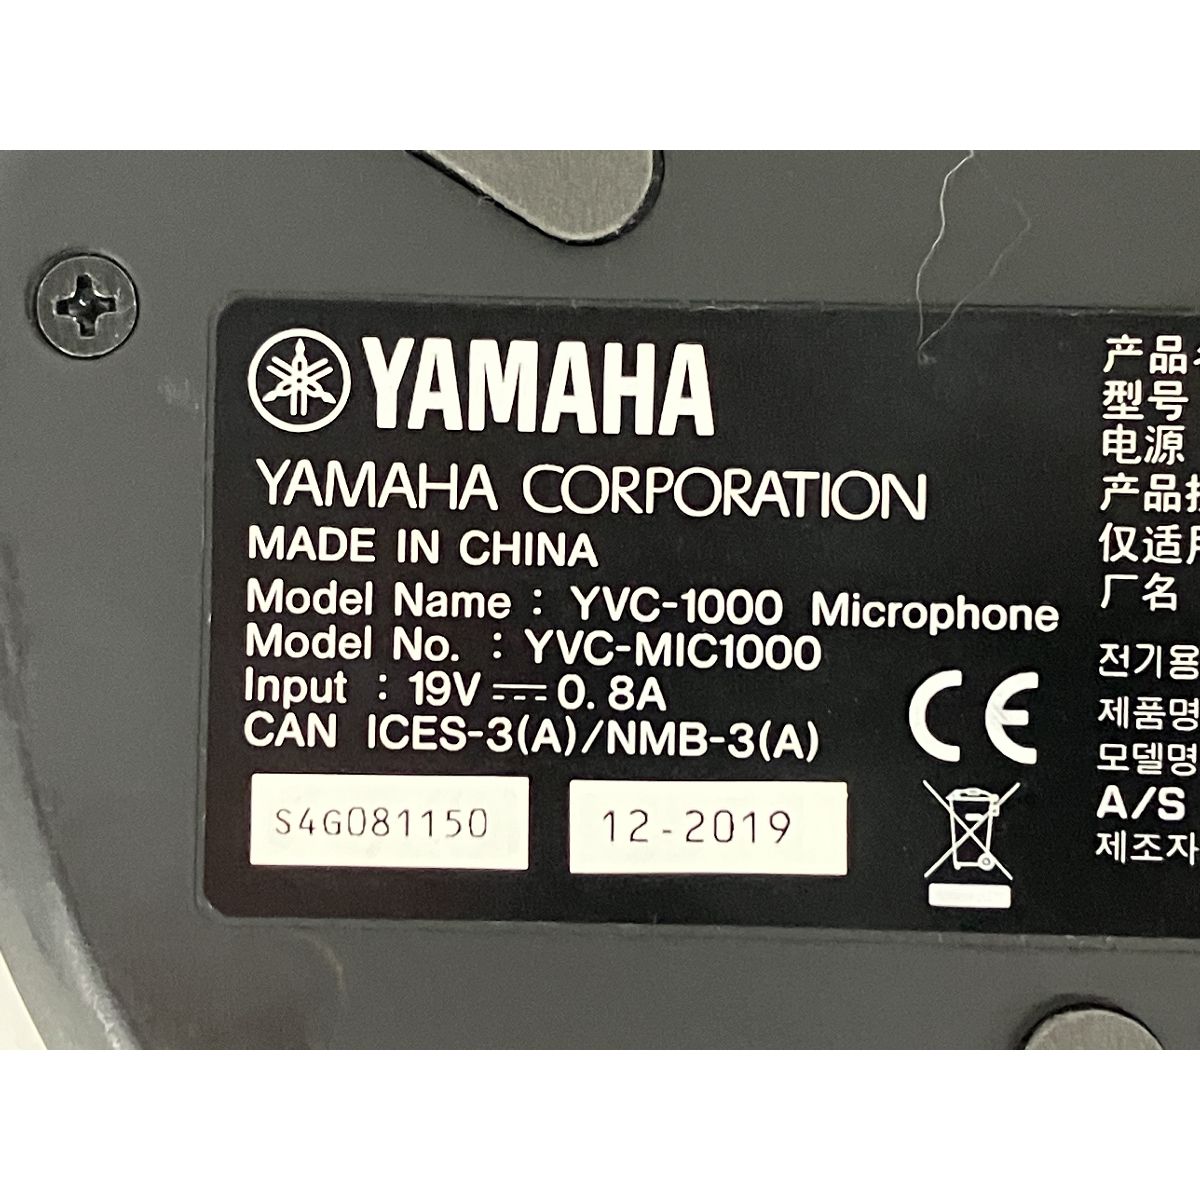 YAMAHA
YAMAHA CORPORATION
MADE IN CHINA
Model Name : YVC-1000 Microphone
Model No. : YVC-MIC1000
Input : 19V ⎓ 0.8A
CAN ICES-3(A)/NMB-3(A)
CE
S4G081150
12-2019
产品
型号
电源
产品
仅适
厂名
전기용
제품명
모델명
A/S
제조자